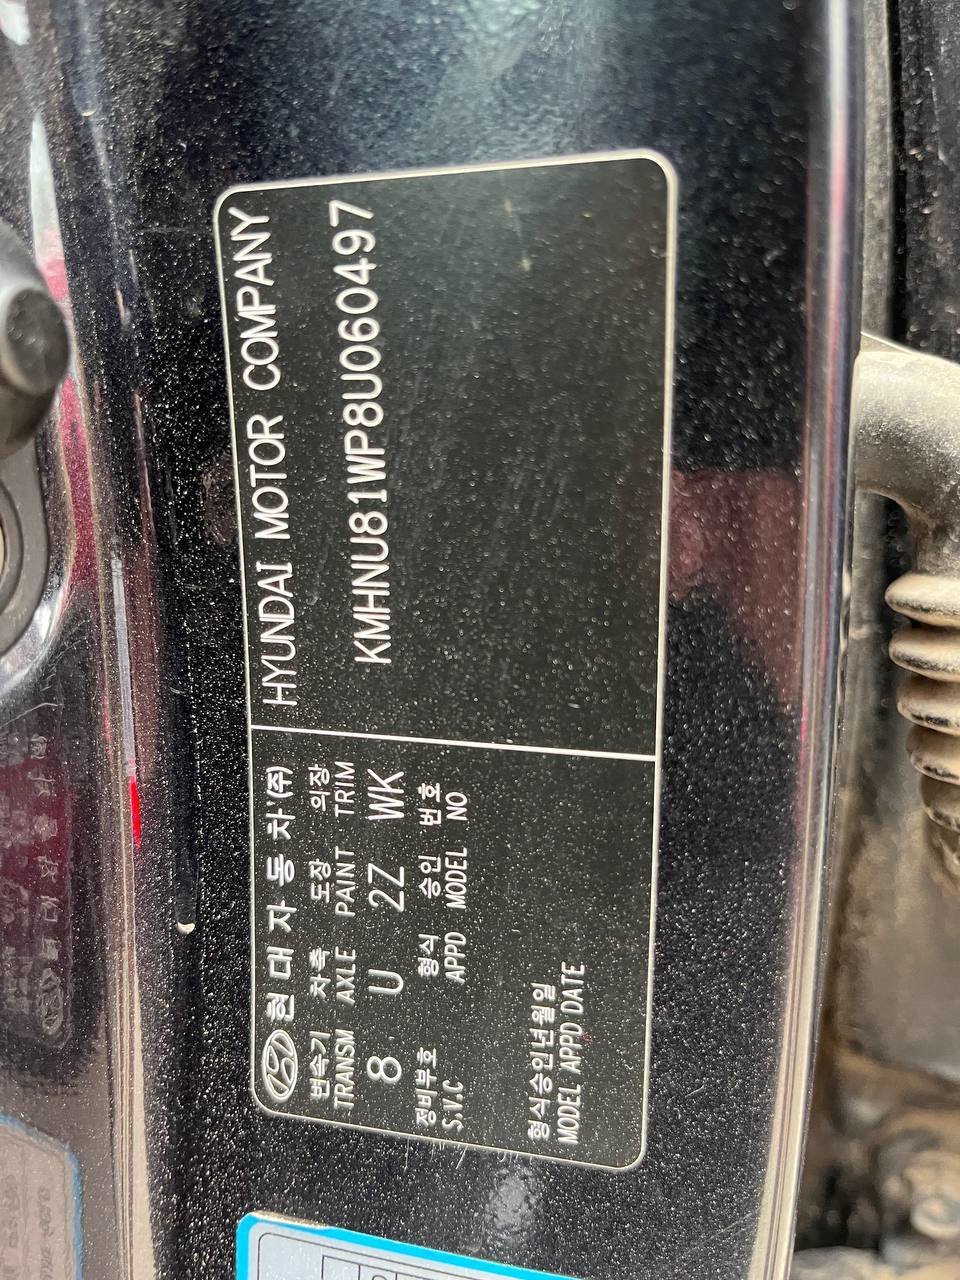 현대자동차(주)
변속기 차축 도장 의장
TRANSM AXLE PAINT TRIM
8 U 2Z WK
정비부호 형식 승인 번호
S.V.C APPD MODEL NO
형식승인년월일
MODEL APPD DATE
HYUNDAI MOTOR COMPANY
KMHNU81WP8U060497